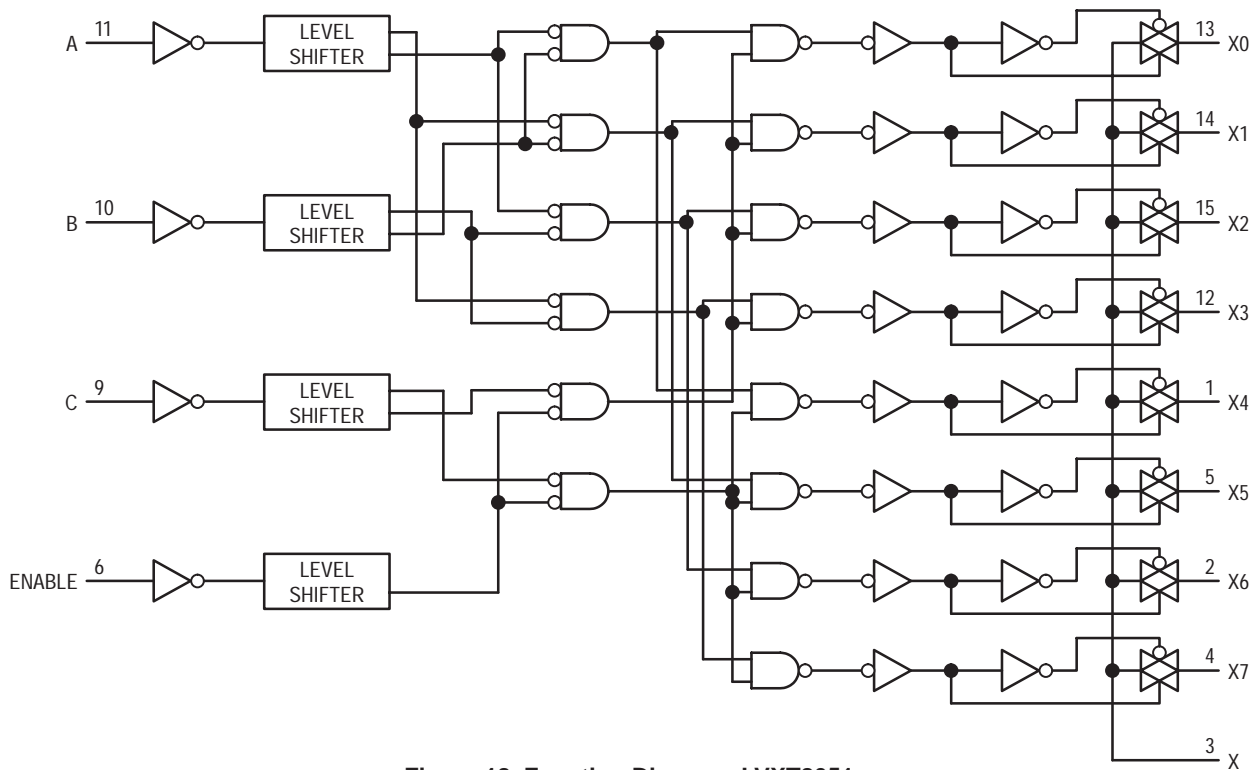 A 11 LEVEL SHIFTER 13 X0
14 X1
B 10 LEVEL SHIFTER 15 X2
12 X3
C 9 LEVEL SHIFTER 1 X4
5 X5
ENABLE 6 LEVEL SHIFTER 2 X6
4 X7
3 X